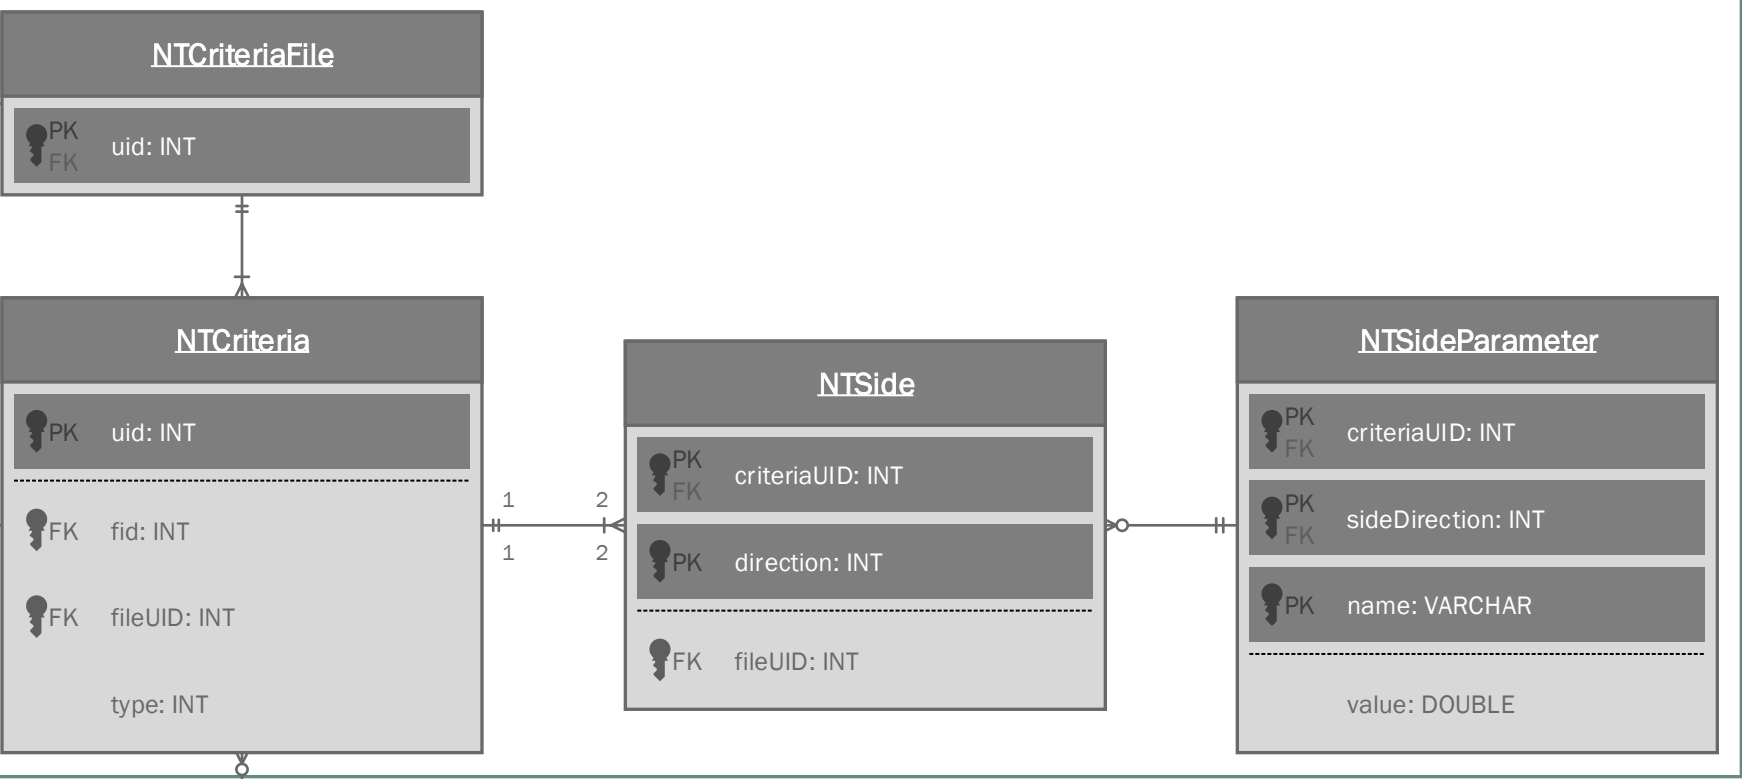 NTCriteriaFile
PK
FK
uid: INT
NTCriteria
PK
uid: INT
FK
fid: INT
FK
fileUID: INT
type: INT
1
2
1
2
NTSide
PK
FK
criteriaUID: INT
PK
direction: INT
FK
fileUID: INT
NTSideParameter
PK
FK
criteriaUID: INT
PK
FK
sideDirection: INT
PK
name: VARCHAR
value: DOUBLE